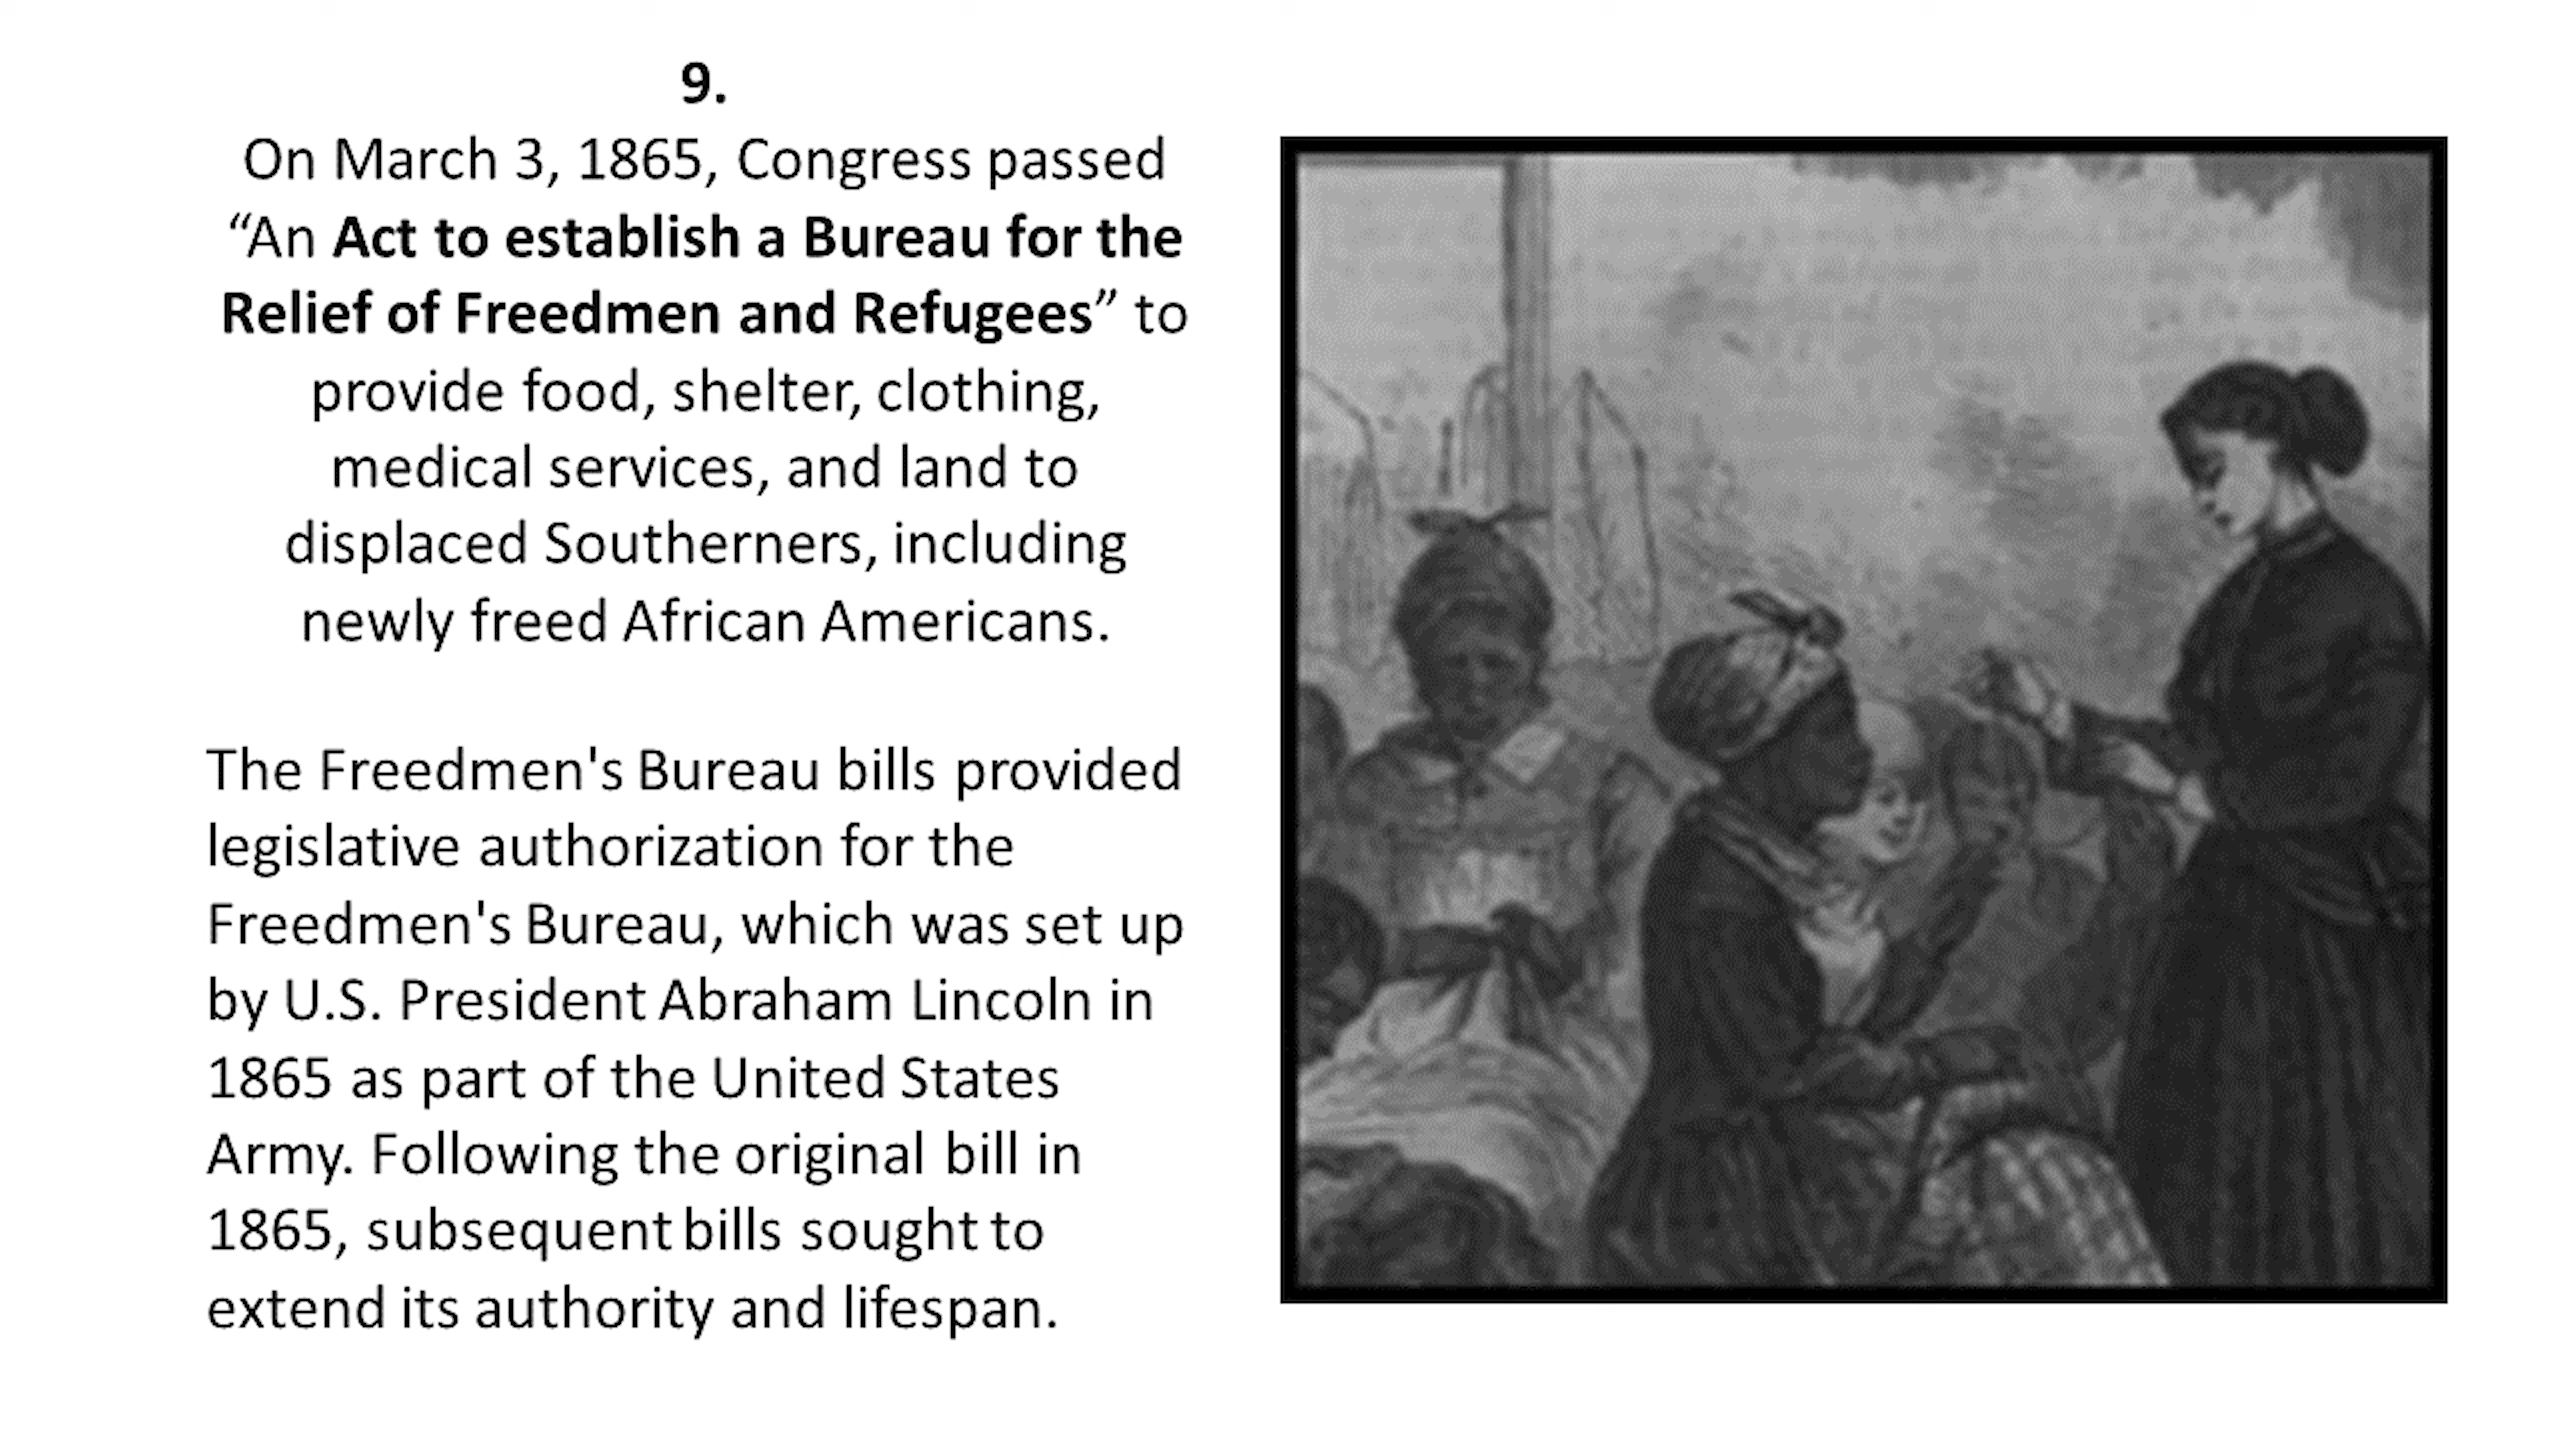 9.
On March 3, 1865, Congress passed
“An Act to establish a Bureau for the
Relief of Freedmen and Refugees” to
provide food, shelter, clothing,
medical services, and land to
displaced Southerners, including
newly freed African Americans.
The Freedmen's Bureau bills provided
legislative authorization for the
Freedmen's Bureau, which was set up
by U.S. President Abraham Lincoln in
1865 as part of the United States
Army. Following the original bill in
1865, subsequent bills sought to
extend its authority and lifespan.